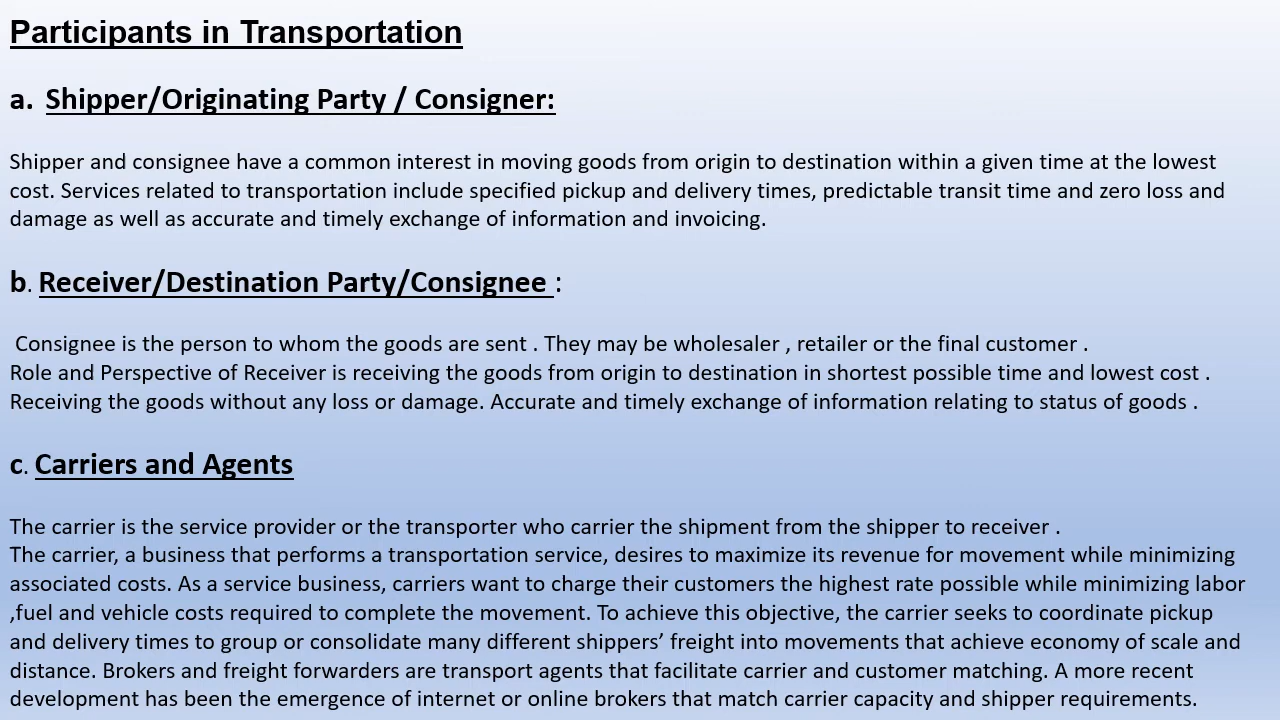 Participants in Transportation
a. Shipper/Originating Party / Consigner:
Shipper and consignee have a common interest in moving goods from origin to destination within a given time at the lowest
cost. Services related to transportation include specified pickup and delivery times, predictable transit time and zero loss and
damage as well as accurate and timely exchange of information and invoicing.
b. Receiver/Destination Party/Consignee :
Consignee is the person to whom the goods are sent . They may be wholesaler , retailer or the final customer .
Role and Perspective of Receiver is receiving the goods from origin to destination in shortest possible time and lowest cost .
Receiving the goods without any loss or damage. Accurate and timely exchange of information relating to status of goods .
c. Carriers and Agents
The carrier is the service provider or the transporter who carrier the shipment from the shipper to receiver .
The carrier, a business that performs a transportation service, desires to maximize its revenue for movement while minimizing
associated costs. As a service business, carriers want to charge their customers the highest rate possible while minimizing labor
,fuel and vehicle costs required to complete the movement. To achieve this objective, the carrier seeks to coordinate pickup
and delivery times to group or consolidate many different shippers’ freight into movements that achieve economy of scale and
distance. Brokers and freight forwarders are transport agents that facilitate carrier and customer matching. A more recent
development has been the emergence of internet or online brokers that match carrier capacity and shipper requirements.